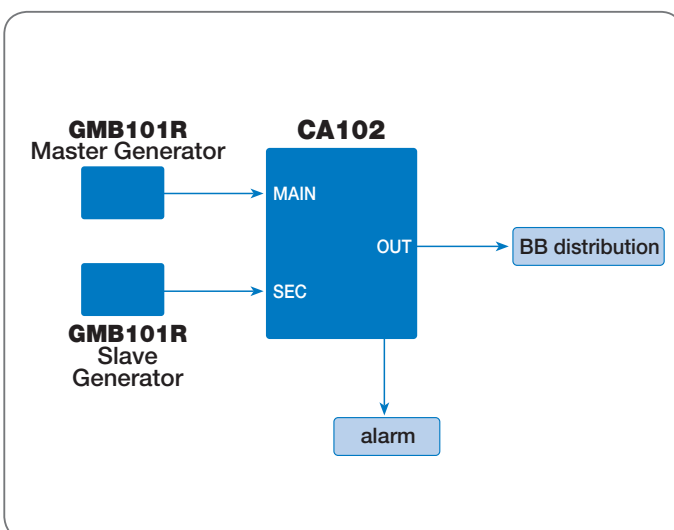 GMB101R
Master Generator
CA102
MAIN
OUT
BB distribution
SEC
GMB101R
Slave
Generator
alarm